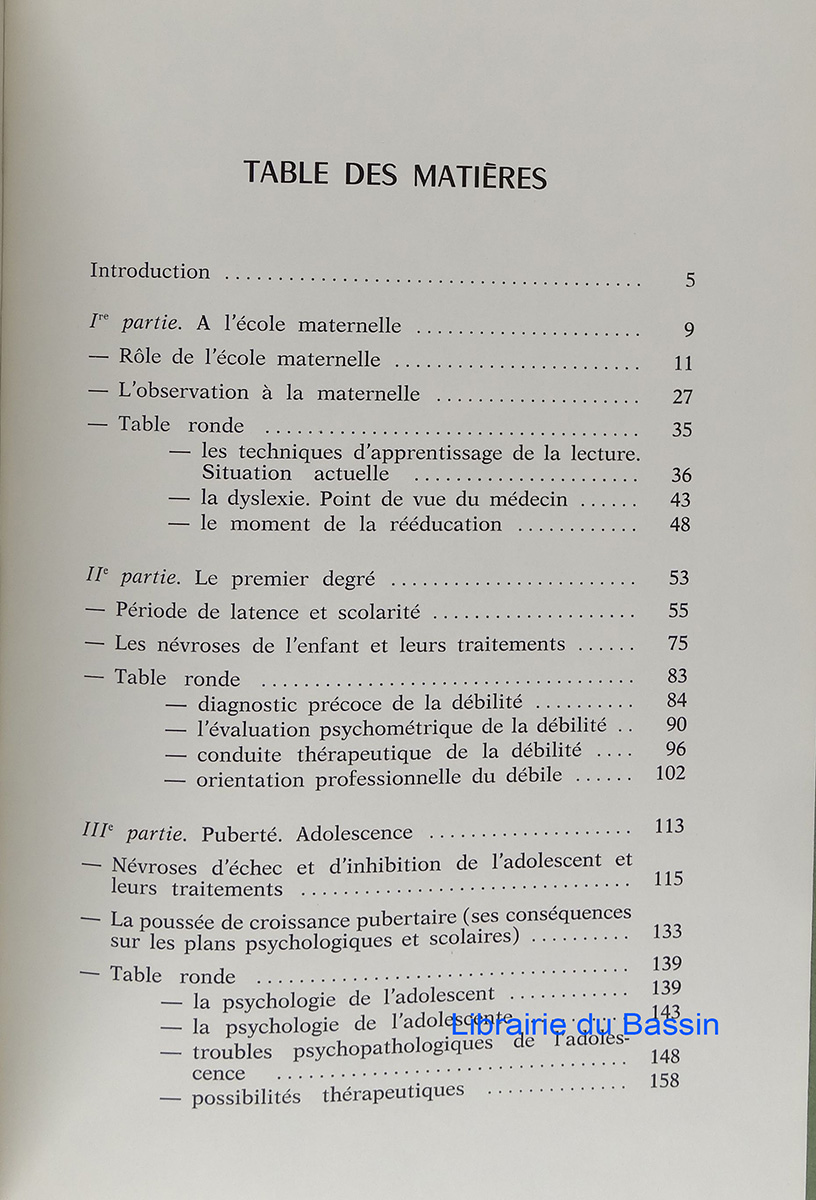 TABLE DES MATIÈRES
Introduction ........................................ 5
Ire partie. A l'école maternelle ...................... 9
— Rôle de l'école maternelle ........................ 11
— L'observation à la maternelle .................... 27
— Table ronde .................................... 35
— les techniques d'apprentissage de la lecture.
Situation actuelle ...................... 36
— la dyslexie. Point de vue du médecin ...... 43
— le moment de la rééducation ............ 48
IIe partie. Le premier degré ........................ 53
— Période de latence et scolarité .................... 55
— Les névroses de l'enfant et leurs traitements ...... 75
— Table ronde .................................... 83
— diagnostic précoce de la débilité .......... 84
— l'évaluation psychométrique de la débilité .. 90
— conduite thérapeutique de la débilité .... 96
— orientation professionnelle du débile ...... 102
IIIe partie. Puberté. Adolescence .................... 113
— Névroses d'échec et d'inhibition de l'adolescent et
leurs traitements ................................ 115
— La poussée de croissance pubertaire (ses conséquences
sur les plans psychologiques et scolaires) .......... 133
— Table ronde .................................... 139
— la psychologie de l'adolescent ............ 139
— la psychologie de l'adolescente .......... 143
Librairie du Bassin
— troubles psychopathologiques de l'adoles-
cence .................................. 148
— possibilités thérapeutiques .............. 158